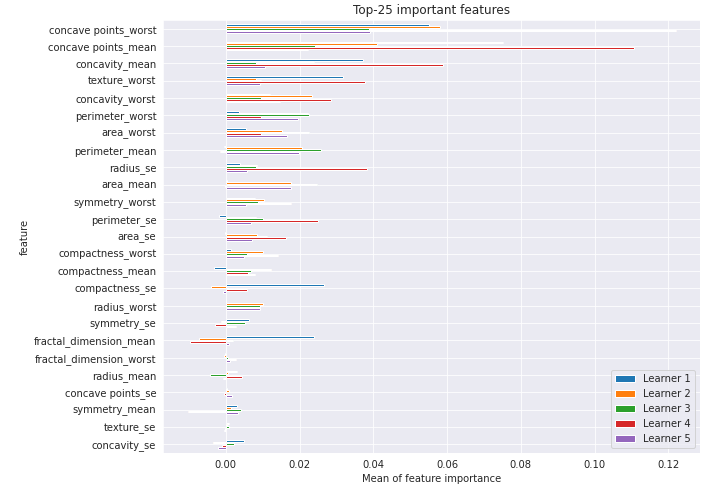 Top-25 important features
concave points_worst
concave points_mean
concavity_mean
texture_worst
concavity_worst
perimeter_worst
area_worst
perimeter_mean
radius_se
area_mean
symmetry_worst
perimeter_se
area_se
compactness_worst
compactness_mean
compactness_se
radius_worst
symmetry_se
fractal_dimension_mean
fractal_dimension_worst
radius_mean
concave points_se
symmetry_mean
texture_se
concavity_se
feature
Learner 1
Learner 2
Learner 3
Learner 4
Learner 5
0.00 0.02 0.04 0.06 0.08 0.10 0.12
Mean of feature importance